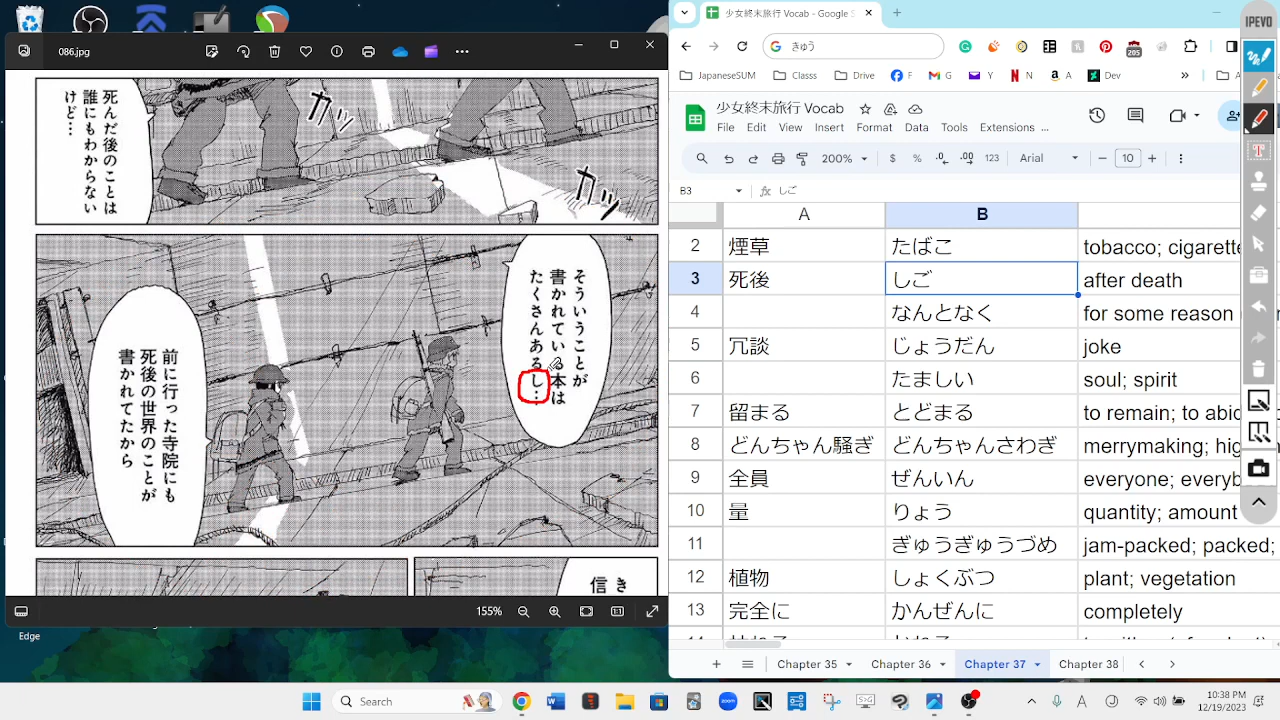 086.jpg
死んだ後のことは
誰にもわからない
けど…
カッ
カッ
そういうことが
書かれている本は
たくさんあるし…
前に行った寺院にも
死後の世界のことが
書かれてたから
き
信
155%
Edge
少女終末旅行 Vocab - Google S
きゅう
JapaneseSUM
Classs
Drive
F
G
Y
N
A
Dev
少女終末旅行 Vocab
File Edit View Insert Format Data Tools Extensions ...
200% $ % .0 .00 123 Arial 10
B3 しご
A B
2 煙草 たばこ tobacco; cigarette
3 死後 しご after death
4 なんとなく for some reason
5 冗談 じょうだん joke
6 たましい soul; spirit
7 留まる とどまる to remain; to abid
8 どんちゃん騒ぎ どんちゃんさわぎ merrymaking; hig
9 全員 ぜんいん everyone; everyb
10 量 りょう quantity; amount
11 ぎゅうぎゅうづめ jam-packed; packed;
12 植物 しょくぶつ plant; vegetation
13 完全に かんぜんに completely
Chapter 35 Chapter 36 Chapter 37 Chapter 38
IPEVO
Search
10:38 PM
12/19/2023